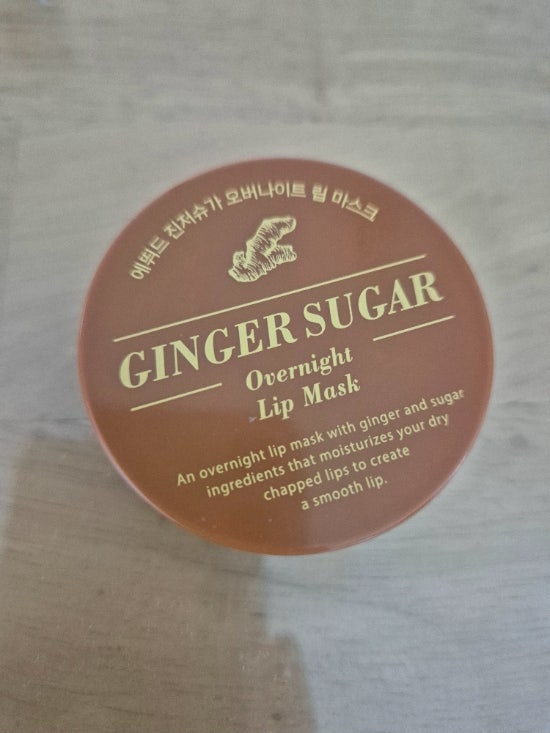 에뛰드 진저슈가 오버나이트 립 마스크
GINGER SUGAR
Overnight
Lip Mask
An overnight lip mask with ginger and sugar
ingredients that moisturizes your dry
chapped lips to create
a smooth lip.